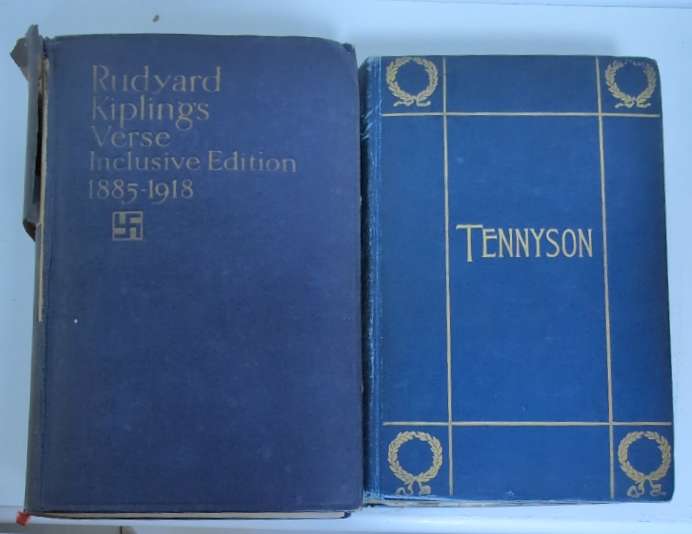 Rudyard
Kipling's
Verse
Inclusive Edition
1885-1918
TENNYSON